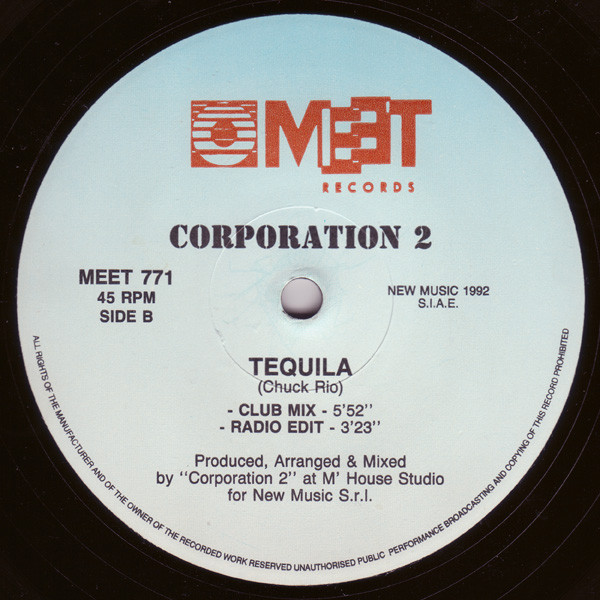 MEET
RECORDS
CORPORATION 2
MEET 771
45 RPM
SIDE B
NEW MUSIC 1992
S.I.A.E.
TEQUILA
(Chuck Rio)
- CLUB MIX - 5'52''
- RADIO EDIT - 3'23''
Produced, Arranged & Mixed
by ''Corporation 2'' at M' House Studio
for New Music S.r.l.
ALL RIGHTS OF THE MANUFACTURER AND OF THE OWNER OF THE RECORDED WORK RESERVED UNAUTHORISED PUBLIC PERFORMANCE BROADCASTING AND COPYING OF THIS RECORD PROHIBITED